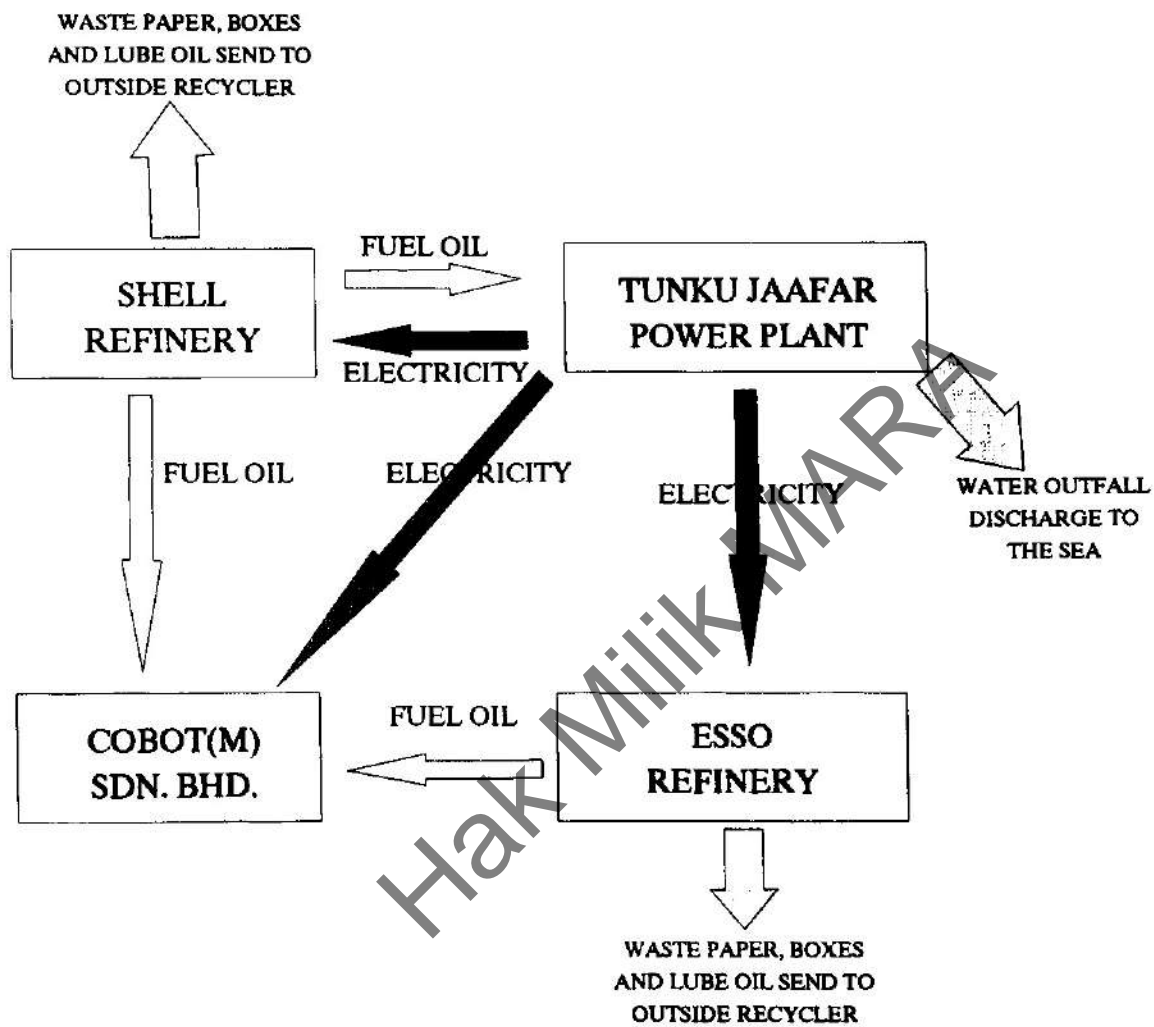 WASTE PAPER, BOXES
AND LUBE OIL SEND TO
OUTSIDE RECYCLER
SHELL
REFINERY
FUEL OIL
ELECTRICITY
TUNKU JAAFAR
POWER PLANT
FUEL OIL
ELECTRICITY
ELECTRICITY
WATER OUTFALL
DISCHARGE TO
THE SEA
COBOT(M)
SDN. BHD.
FUEL OIL
ESSO
REFINERY
WASTE PAPER, BOXES
AND LUBE OIL SEND TO
OUTSIDE RECYCLER
Hak Milik MARA